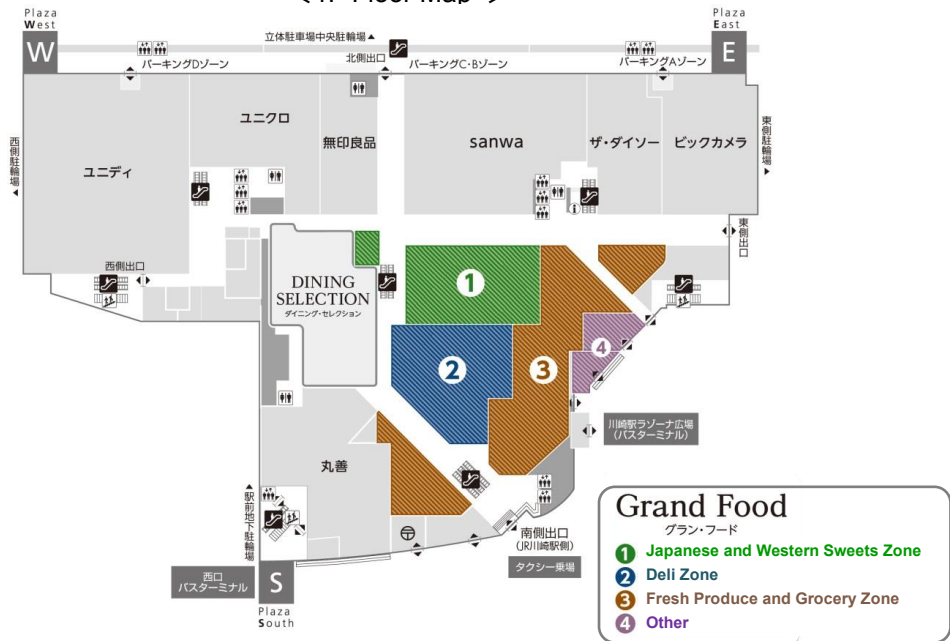 Plaza
West
W
Plaza
East
E
立体駐車場中央駐輪場▲
北側出口
パーキングDゾーン
パーキングC・Bゾーン
パーキングAゾーン
西側駐輪場
東側駐輪場
ユニディ
ユニクロ
無印良品
sanwa
ザ・ダイソー
ビックカメラ
東側出口
西側出口
DINING
SELECTION
ダイニング・セレクション
1
2
3
4
川崎駅ラゾーナ広場
(バスターミナル)
丸善
駅前地下駐輪場
南側出口
(JR川崎駅側)
タクシー乗場
西口
バスターミナル
S
Plaza
South
Grand Food
グラン・フード
1 Japanese and Western Sweets Zone
2 Deli Zone
3 Fresh Produce and Grocery Zone
4 Other